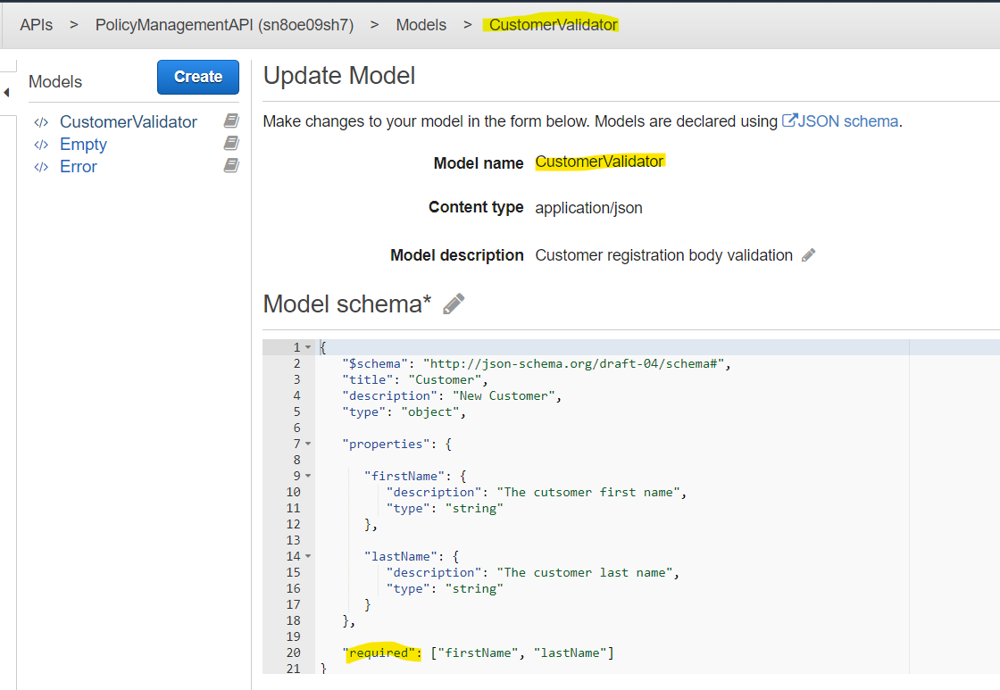 APIs > PolicyManagementAPI (sn8oe09sh7) > Models > CustomerValidator
Models
Create
</> CustomerValidator
</> Empty
</> Error
Update Model
Make changes to your model in the form below. Models are declared using JSON schema.
Model name CustomerValidator
Content type application/json
Model description Customer registration body validation
Model schema*
1 {
2 "$schema": "http://json-schema.org/draft-04/schema#",
3 "title": "Customer",
4 "description": "New Customer",
5 "type": "object",
6
7 "properties": {
8
9 "firstName": {
10 "description": "The cutsomer first name",
11 "type": "string"
12 },
13
14 "lastName": {
15 "description": "The customer last name",
16 "type": "string"
17 }
18 },
19
20 "required": ["firstName", "lastName"]
21 }